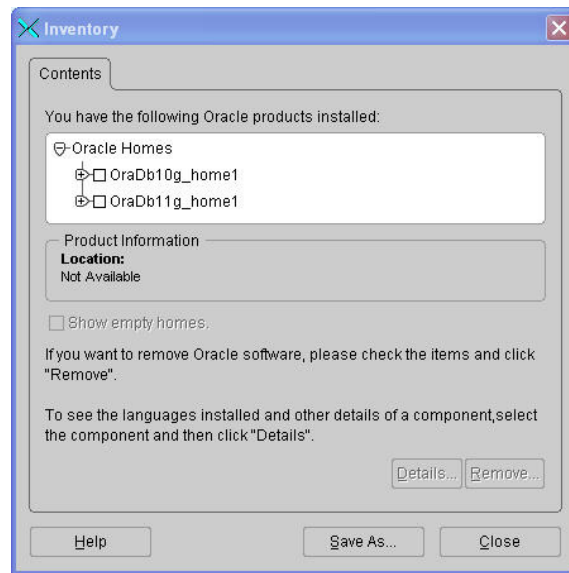 Inventory
Contents
You have the following Oracle products installed:
Oracle Homes
OraDb10g_home1
OraDb11g_home1
Product Information
Location:
Not Available
Show empty homes.
If you want to remove Oracle software, please check the items and click
"Remove".
To see the languages installed and other details of a component,select
the component and then click "Details".
Details... Remove...
Help Save As... Close